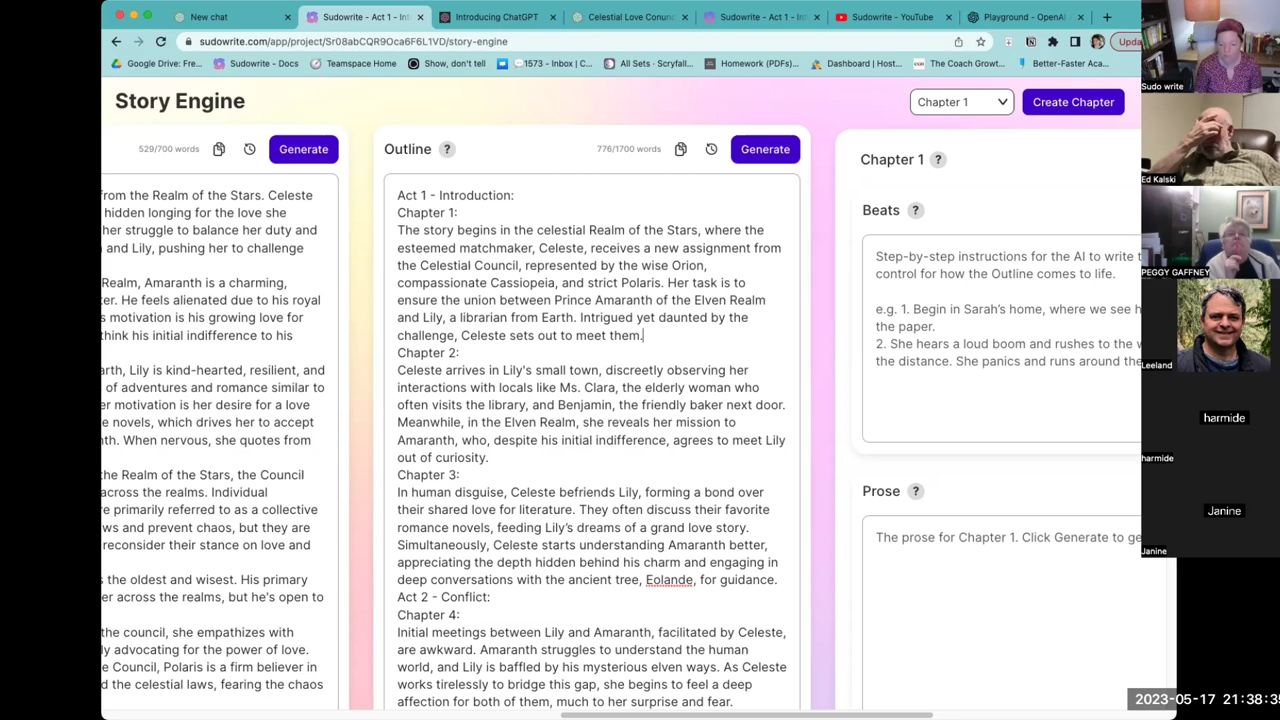 New chat
Sudowrite - Act 1 - Int
Introducing ChatGPT
Celestial Love Conun
Sudowrite - Act 1 - Int
Sudowrite - YouTube
Playground - OpenAI
sudowrite.com/app/project/Sr08abCQR9Oca6F6L1VD/story-engine
Upda
Google Drive: Fre...
Sudowrite - Docs
Teamspace Home
Show, don't tell
1573 - Inbox | C...
All Sets · Scryfall...
Homework (PDFs)...
Dashboard | Host...
The Coach Growt...
Better-Faster Aca...
Story Engine
Chapter 1
Create Chapter
529/700 words
Generate
from the Realm of the Stars. Celeste
hidden longing for the love she
her struggle to balance her duty and
and Lily, pushing her to challenge
Realm, Amaranth is a charming,
ter. He feels alienated due to his royal
s motivation is his growing love for
think his initial indifference to his
arth, Lily is kind-hearted, resilient, and
of adventures and romance similar to
er motivation is her desire for a love
e novels, which drives her to accept
nth. When nervous, she quotes from
the Realm of the Stars, the Council
across the realms. Individual
re primarily referred to as a collective
ws and prevent chaos, but they are
reconsider their stance on love and
s the oldest and wisest. His primary
er across the realms, but he's open to
the council, she empathizes with
ly advocating for the power of love.
e Council, Polaris is a firm believer in
d the celestial laws, fearing the chaos
Outline ?
776/1700 words
Generate
Act 1 - Introduction:
Chapter 1:
The story begins in the celestial Realm of the Stars, where the
esteemed matchmaker, Celeste, receives a new assignment from
the Celestial Council, represented by the wise Orion,
compassionate Cassiopeia, and strict Polaris. Her task is to
ensure the union between Prince Amaranth of the Elven Realm
and Lily, a librarian from Earth. Intrigued yet daunted by the
challenge, Celeste sets out to meet them.
Chapter 2:
Celeste arrives in Lily's small town, discreetly observing her
interactions with locals like Ms. Clara, the elderly woman who
often visits the library, and Benjamin, the friendly baker next door.
Meanwhile, in the Elven Realm, she reveals her mission to
Amaranth, who, despite his initial indifference, agrees to meet Lily
out of curiosity.
Chapter 3:
In human disguise, Celeste befriends Lily, forming a bond over
their shared love for literature. They often discuss their favorite
romance novels, feeding Lily's dreams of a grand love story.
Simultaneously, Celeste starts understanding Amaranth better,
appreciating the depth hidden behind his charm and engaging in
deep conversations with the ancient tree, Eolande, for guidance.
Act 2 - Conflict:
Chapter 4:
Initial meetings between Lily and Amaranth, facilitated by Celeste,
are awkward. Amaranth struggles to understand the human
world, and Lily is baffled by his mysterious elven ways. As Celeste
works tirelessly to bridge this gap, she begins to feel a deep
affection for both of them, much to her surprise and fear.
Chapter 1 ?
Beats ?
Step-by-step instructions for the AI to write t
control for how the Outline comes to life.
e.g. 1. Begin in Sarah's home, where we see h
the paper.
2. She hears a loud boom and rushes to the w
the distance. She panics and runs around the
Prose ?
The prose for Chapter 1. Click Generate to ge
Sudo write
Ed Kalski
PEGGY GAFFNEY
Leeland
harmide
harmide
Janine
Janine
2023-05-17 21:38:3